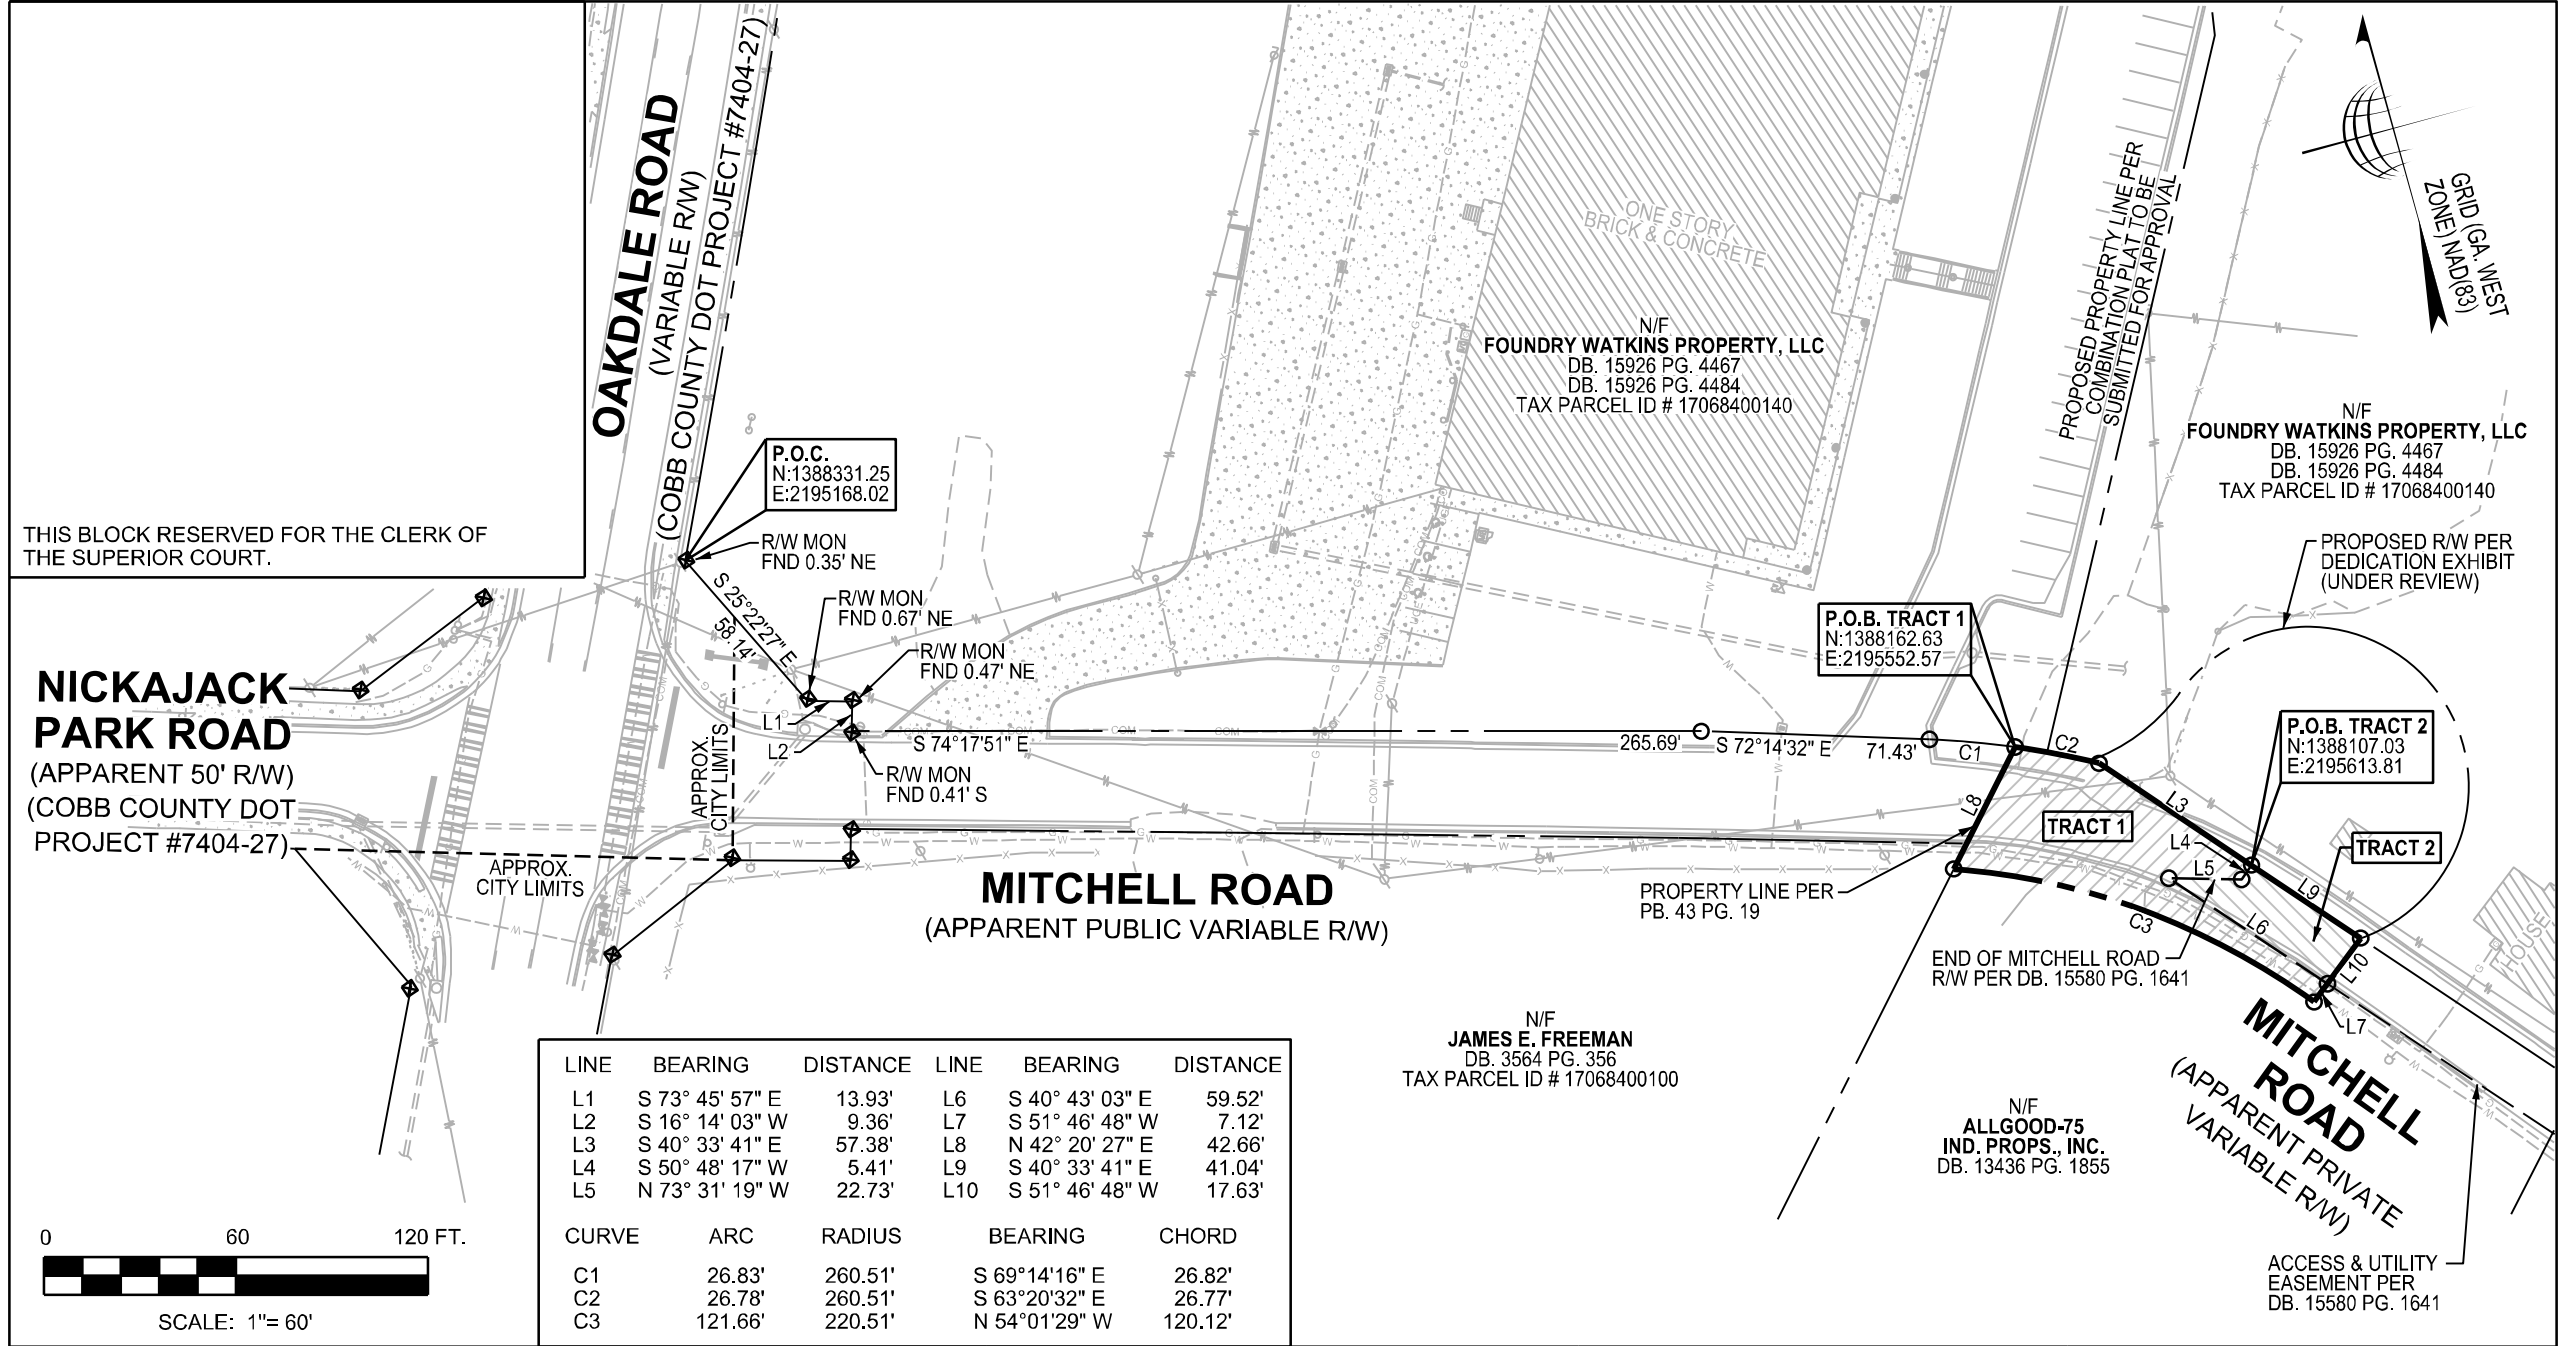 THIS BLOCK RESERVED FOR THE CLERK OF
THE SUPERIOR COURT.
OAKDALE ROAD
(VARIABLE R/W)
(COBB COUNTY DOT PROJECT #7404-27)
P.O.C.
N:1388331.25
E:2195168.02
R/W MON
FND 0.35' NE
S 25°22'27" E
58.14'
R/W MON
FND 0.67' NE
R/W MON
FND 0.47' NE
L1
L2
R/W MON
FND 0.41' S
APPROX.
CITY LIMITS
NICKAJACK
PARK ROAD
(APPARENT 50' R/W)
(COBB COUNTY DOT
PROJECT #7404-27)
APPROX.
CITY LIMITS
S 74°17'51" E
265.69'
S 72°14'32" E
71.43'
C1
C2
MITCHELL ROAD
(APPARENT PUBLIC VARIABLE R/W)
ONE STORY
BRICK & CONCRETE
N/F
FOUNDRY WATKINS PROPERTY, LLC
DB. 15926 PG. 4467
DB. 15926 PG. 4484
TAX PARCEL ID # 17068400140
PROPOSED PROPERTY LINE PER
COMBINATION PLAT TO BE
SUBMITTED FOR APPROVAL
GRID (GA. WEST
ZONE) NAD(83)
N/F
FOUNDRY WATKINS PROPERTY, LLC
DB. 15926 PG. 4467
DB. 15926 PG. 4484
TAX PARCEL ID # 17068400140
PROPOSED R/W PER
DEDICATION EXHIBIT
(UNDER REVIEW)
P.O.B. TRACT 1
N:1388162.63
E:2195552.57
P.O.B. TRACT 2
N:1388107.03
E:2195613.81
L8
TRACT 1
L3
L4
L5
L6
L9
TRACT 2
L10
L7
C3
HOUSE
PROPERTY LINE PER
PB. 43 PG. 19
END OF MITCHELL ROAD
R/W PER DB. 15580 PG. 1641
N/F
JAMES E. FREEMAN
DB. 3564 PG. 356
TAX PARCEL ID # 17068400100
N/F
ALLGOOD-75
IND. PROPS., INC.
DB. 13436 PG. 1855
MITCHELL
ROAD
(APPARENT PRIVATE
VARIABLE R/W)
ACCESS & UTILITY
EASEMENT PER
DB. 15580 PG. 1641
LINE BEARING DISTANCE LINE BEARING DISTANCE
L1 S 73° 45' 57" E 13.93' L6 S 40° 43' 03" E 59.52'
L2 S 16° 14' 03" W 9.36' L7 S 51° 46' 48" W 7.12'
L3 S 40° 33' 41" E 57.38' L8 N 42° 20' 27" E 42.66'
L4 S 50° 48' 17" W 5.41' L9 S 40° 33' 41" E 41.04'
L5 N 73° 31' 19" W 22.73' L10 S 51° 46' 48" W 17.63'
CURVE ARC RADIUS BEARING CHORD
C1 26.83' 260.51' S 69°14'16" E 26.82'
C2 26.78' 260.51' S 63°20'32" E 26.77'
C3 121.66' 220.51' N 54°01'29" W 120.12'
0 60 120 FT.
SCALE: 1"= 60'